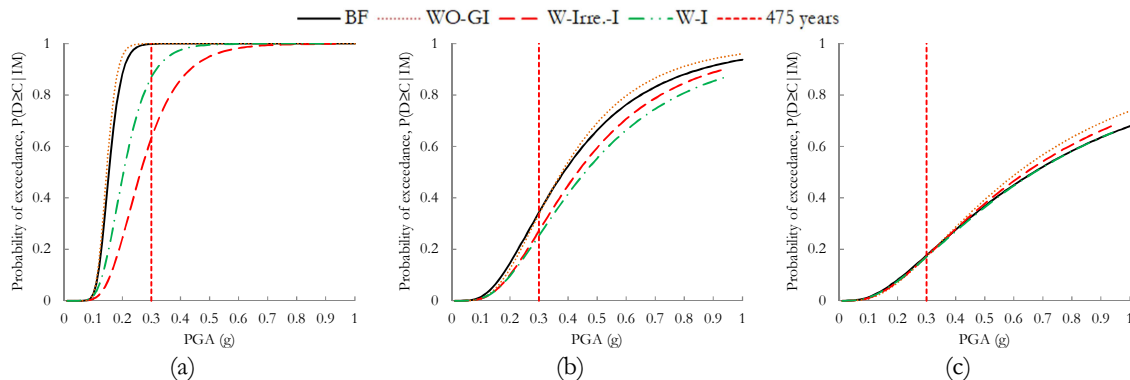 BF WO-GI W-Irre.-I W-I 475 years
Probability of exceedance, P(D≥C|IM)
1
0.8
0.6
0.4
0.2
0
0 0.1 0.2 0.3 0.4 0.5 0.6 0.7 0.8 0.9 1
PGA (g)
(a)
Probability of exceedance, P(D≥C|IM)
1
0.8
0.6
0.4
0.2
0
0 0.1 0.2 0.3 0.4 0.5 0.6 0.7 0.8 0.9 1
PGA (g)
(b)
Probability of exceedance, P(D≥C|IM)
1
0.8
0.6
0.4
0.2
0
0 0.1 0.2 0.3 0.4 0.5 0.6 0.7 0.8 0.9 1
PGA (g)
(c)